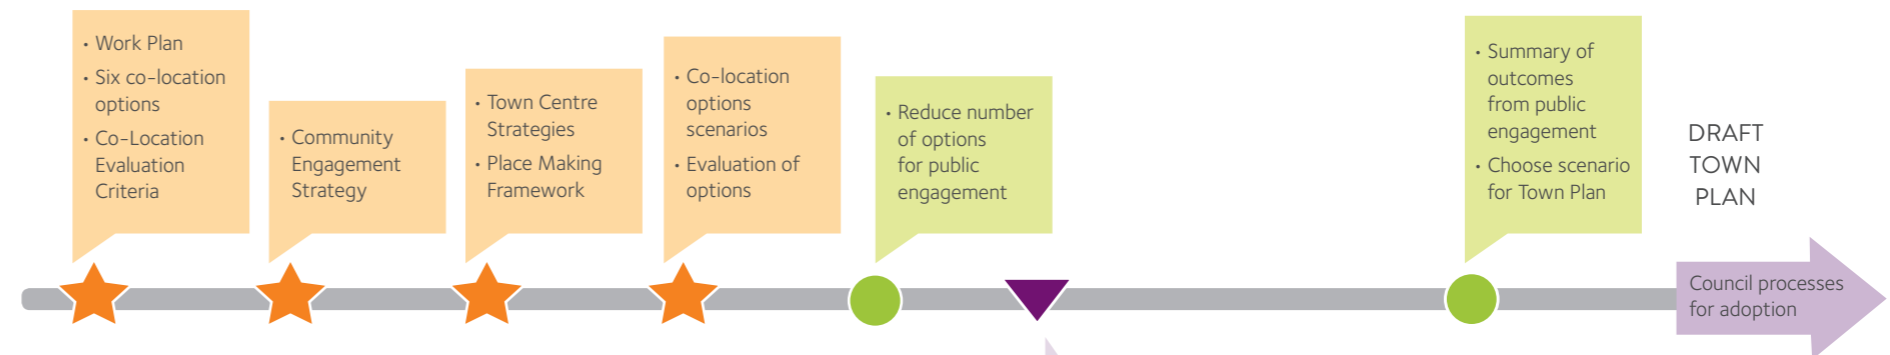 • Work Plan
• Six co-location
options
• Co-Location
Evaluation
Criteria
• Community
Engagement
Strategy
• Town Centre
Strategies
• Place Making
Framework
• Co-location
options
scenarios
• Evaluation of
options
• Reduce number
of options
for public
engagement
• Summary of
outcomes
from public
engagement
• Choose scenario
for Town Plan
DRAFT
TOWN
PLAN
Council processes
for adoption